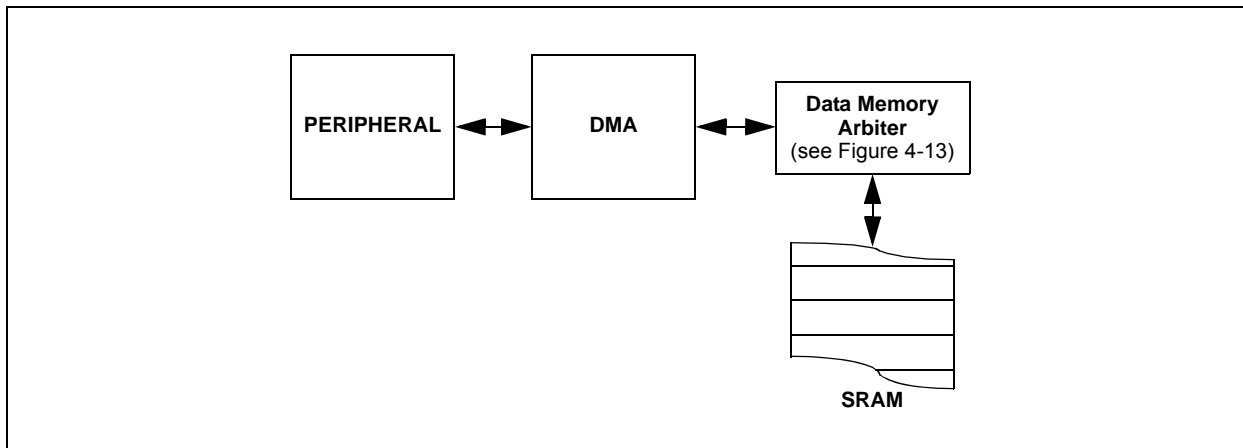 PERIPHERAL
DMA
Data Memory
Arbiter
(see Figure 4-13)
SRAM